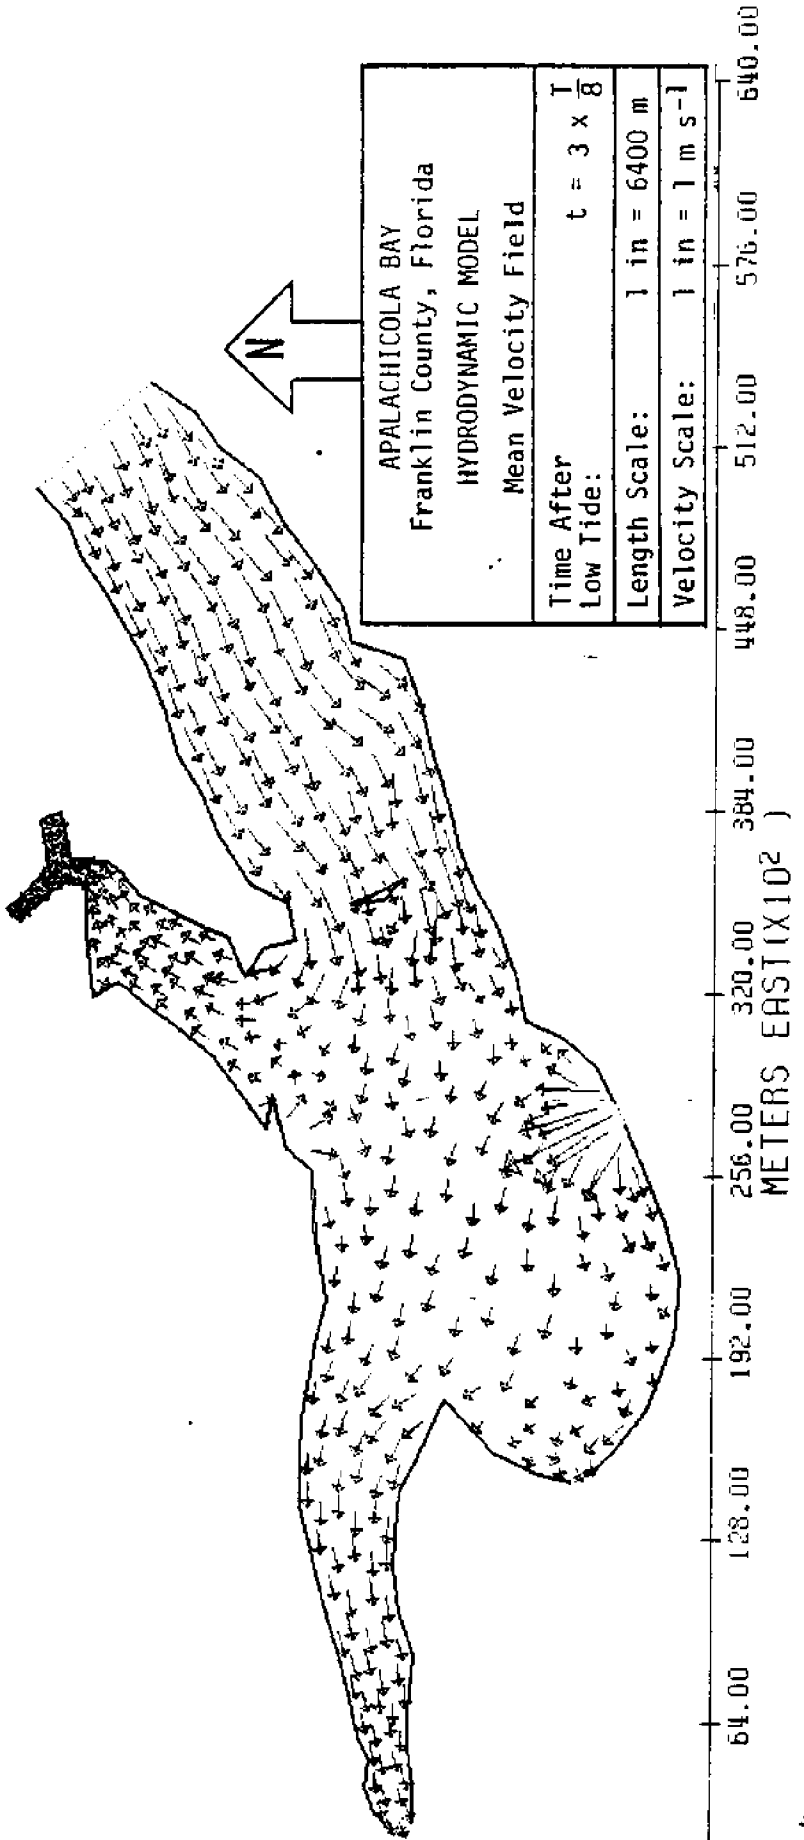 N
APALACHICOLA BAY
Franklin County, Florida
HYDRODYNAMIC MODEL
Mean Velocity Field
Time After
Low Tide: t = 3 x T/8
Length Scale: 1 in = 6400 m
Velocity Scale: 1 in = 1 m s⁻¹
64.00 128.00 192.00 256.00 320.00 384.00 448.00 512.00 576.00 640.00
METERS EAST(X10² )